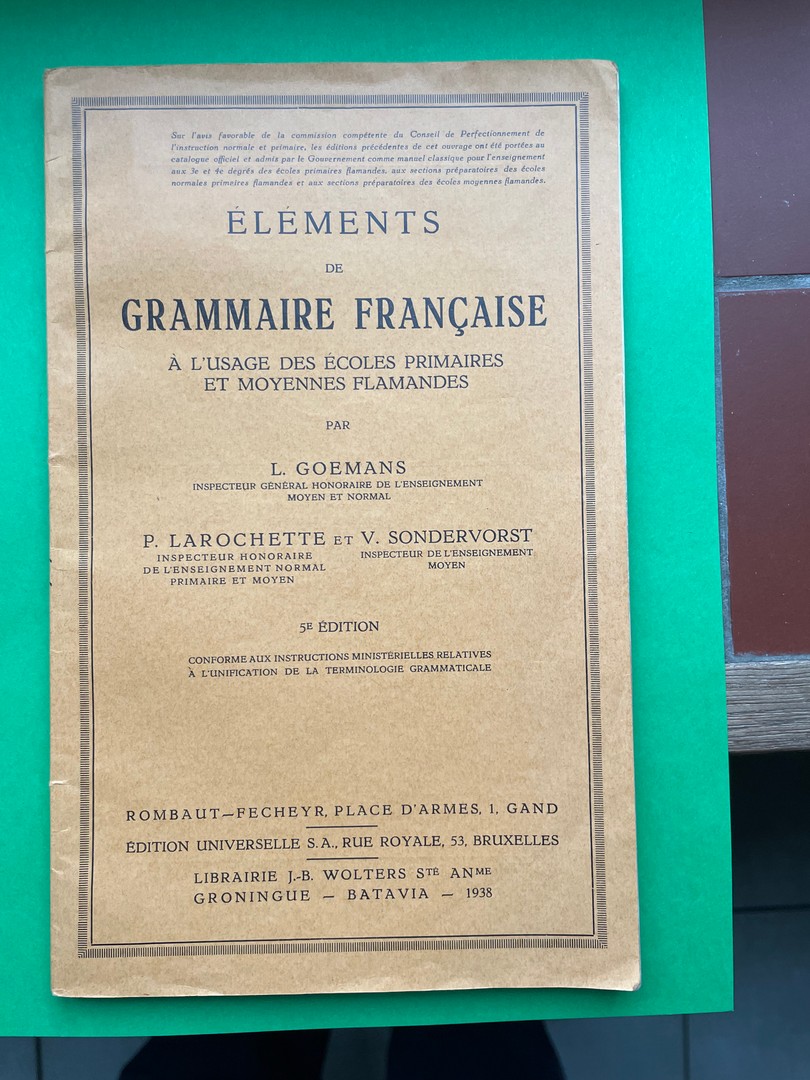 Sur l'avis favorable de la commission compétente du Conseil de Perfectionnement de
l'instruction normale et primaire, les éditions précédentes de cet ouvrage ont été portées au
catalogue officiel et admis par le Gouvernement comme manuel classique pour l'enseignement
aux 3e et 4e degrés des écoles primaires flamandes, aux sections préparatoires des écoles
normales primaires flamandes et aux sections préparatoires des écoles moyennes flamandes.
ÉLÉMENTS
DE
GRAMMAIRE FRANÇAISE
À L'USAGE DES ÉCOLES PRIMAIRES
ET MOYENNES FLAMANDES
PAR
L. GOEMANS
INSPECTEUR GÉNÉRAL HONORAIRE DE L'ENSEIGNEMENT
MOYEN ET NORMAL
P. LAROCHETTE ET V. SONDERVORST
INSPECTEUR HONORAIRE
DE L'ENSEIGNEMENT NORMAL
PRIMAIRE ET MOYEN
INSPECTEUR DE L'ENSEIGNEMENT
MOYEN
5E ÉDITION
CONFORME AUX INSTRUCTIONS MINISTÉRIELLES RELATIVES
À L'UNIFICATION DE LA TERMINOLOGIE GRAMMATICALE
ROMBAUT—FECHEYR, PLACE D'ARMES, 1, GAND
ÉDITION UNIVERSELLE S.A., RUE ROYALE, 53, BRUXELLES
LIBRAIRIE J.-B. WOLTERS STÉ ANME
GRONINGUE — BATAVIA — 1938